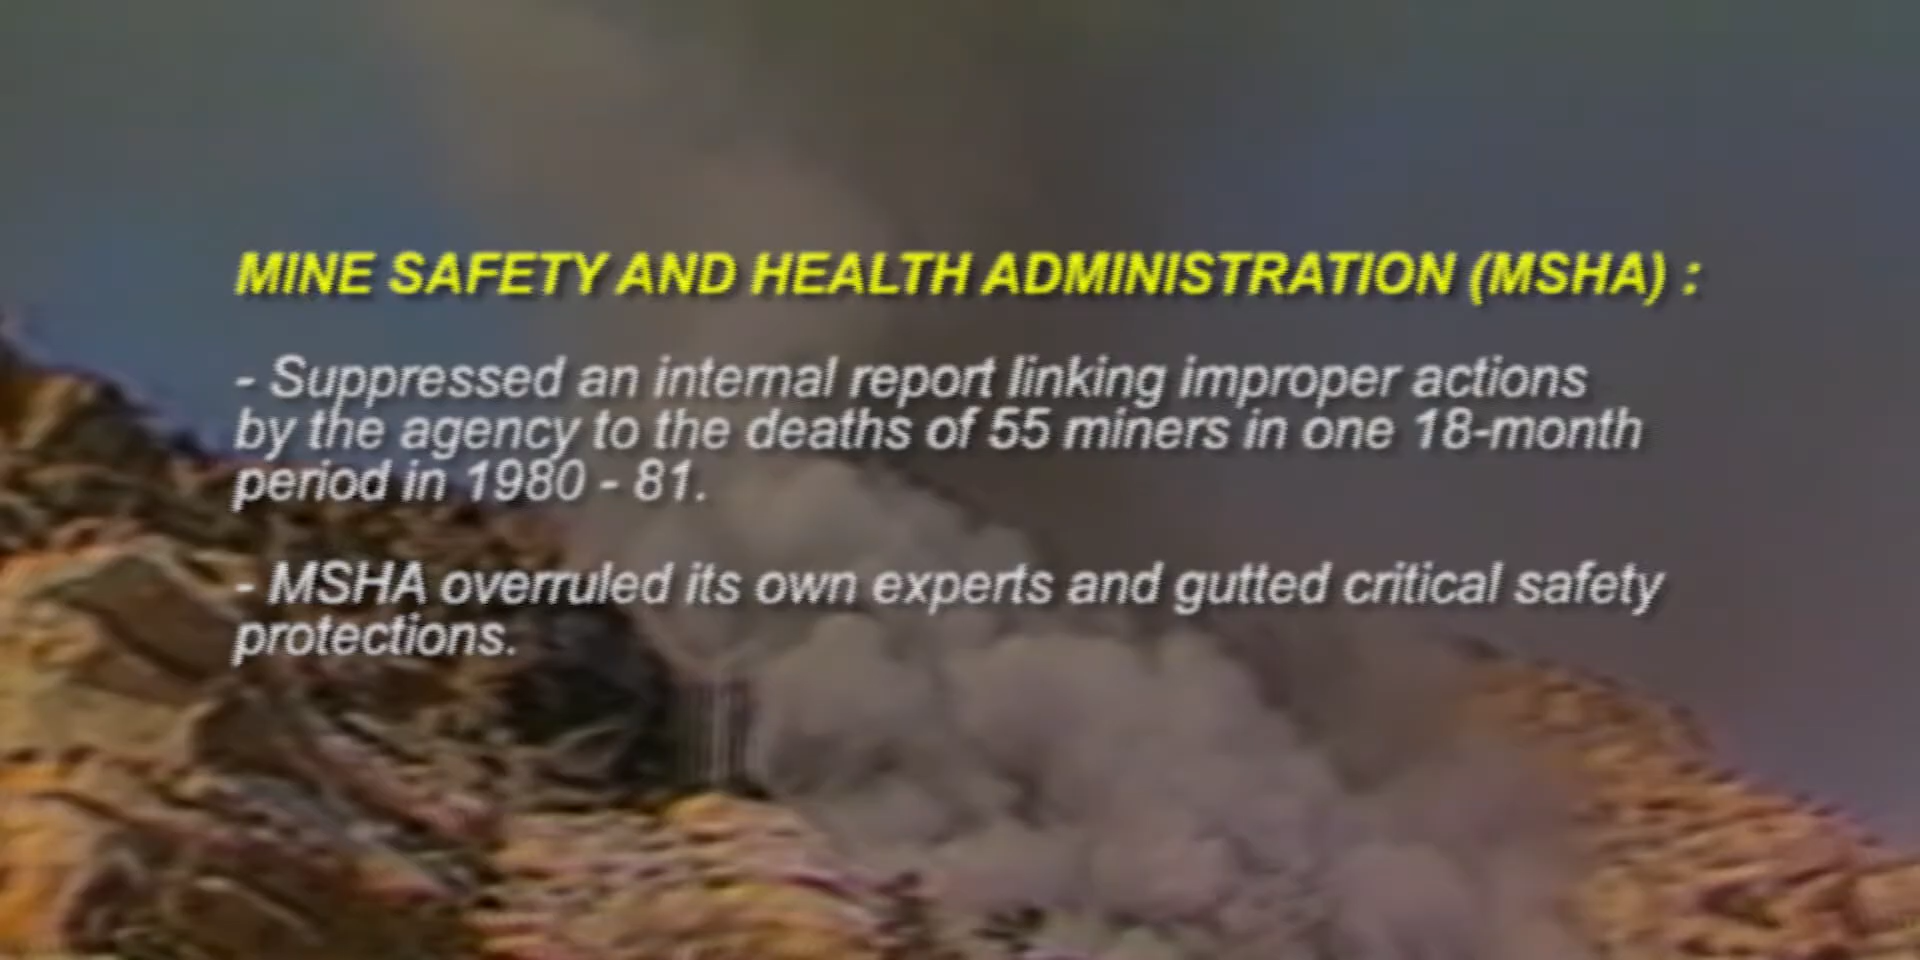 MINE SAFETY AND HEALTH ADMINISTRATION (MSHA) :
- Suppressed an internal report linking improper actions
by the agency to the deaths of 55 miners in one 18-month
period in 1980 - 81.
- MSHA overruled its own experts and gutted critical safety
protections.